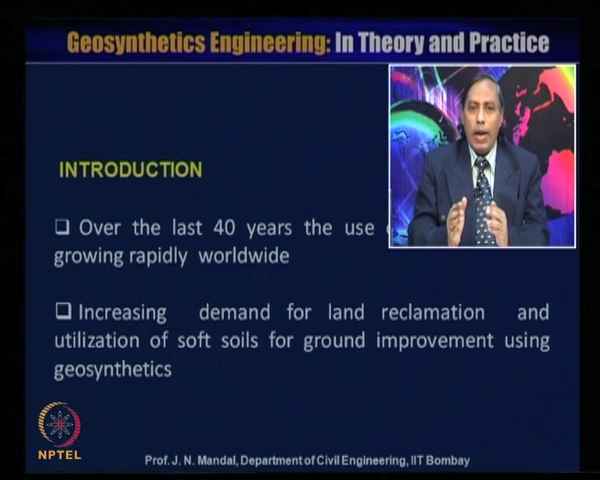 Geosynthetics Engineering: In Theory and Practice
INTRODUCTION
❑ Over the last 40 years the use
growing rapidly worldwide
❑ Increasing demand for land reclamation and
utilization of soft soils for ground improvement using
geosynthetics
NPTEL
Prof. J. N. Mandal, Department of Civil Engineering, IIT Bombay